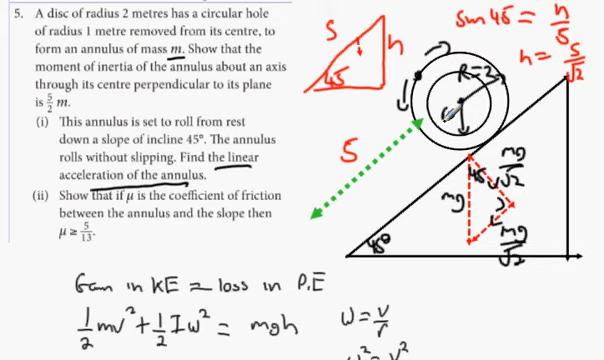 5. A disc of radius 2 metres has a circular hole
of radius 1 metre removed from its centre, to
form an annulus of mass m. Show that the
moment of inertia of the annulus about an axis
through its centre perpendicular to its plane
is 5/2 m.
(i) This annulus is set to roll from rest
down a slope of incline 45°. The annulus
rolls without slipping. Find the linear
acceleration of the annulus.
(ii) Show that if μ is the coefficient of friction
between the annulus and the slope then
μ ≥ 5/13.
S
h
45
sin 45 = h/S
h = S/√2
R=2
S
45
mg/√2
mg
mg/√2
45°
Gain in KE = loss in P.E
1/2 mv² + 1/2 Iω² = mgh
ω = v/r
ω² = v²